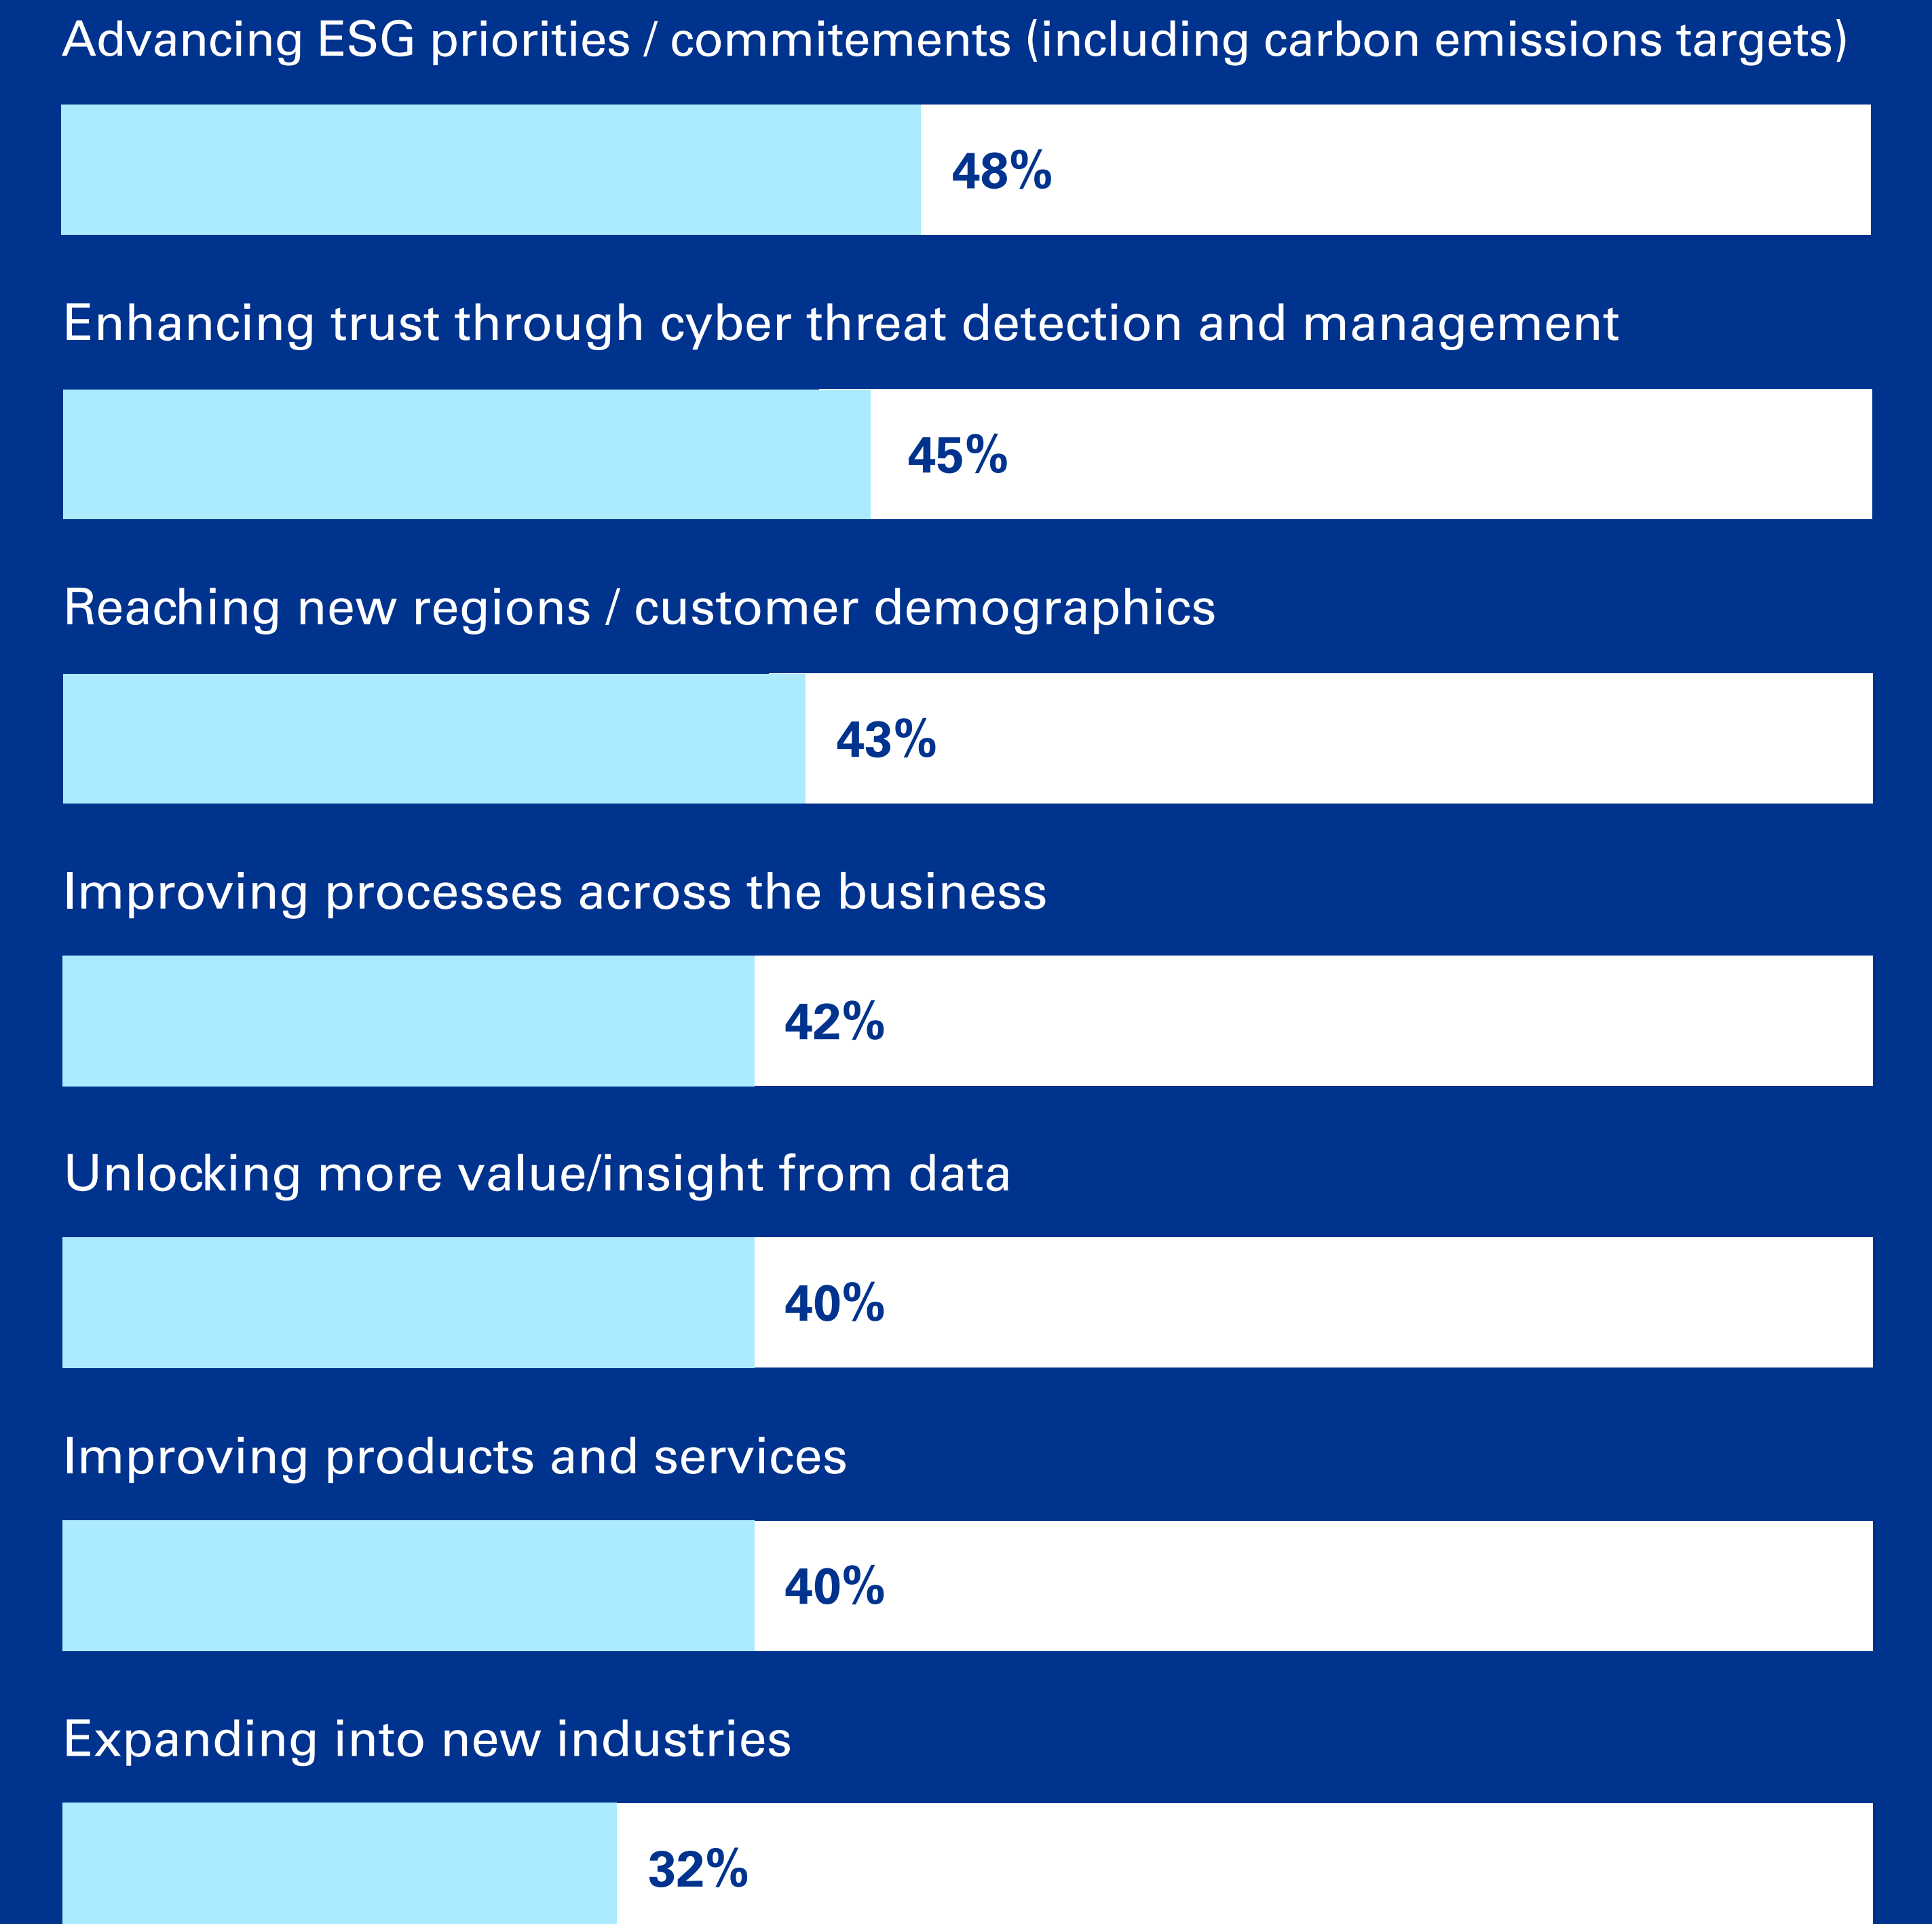 Advancing ESG priorities / commitements (including carbon emissions targets)
48%
Enhancing trust through cyber threat detection and management
45%
Reaching new regions / customer demographics
43%
Improving processes across the business
42%
Unlocking more value/insight from data
40%
Improving products and services
40%
Expanding into new industries
32%